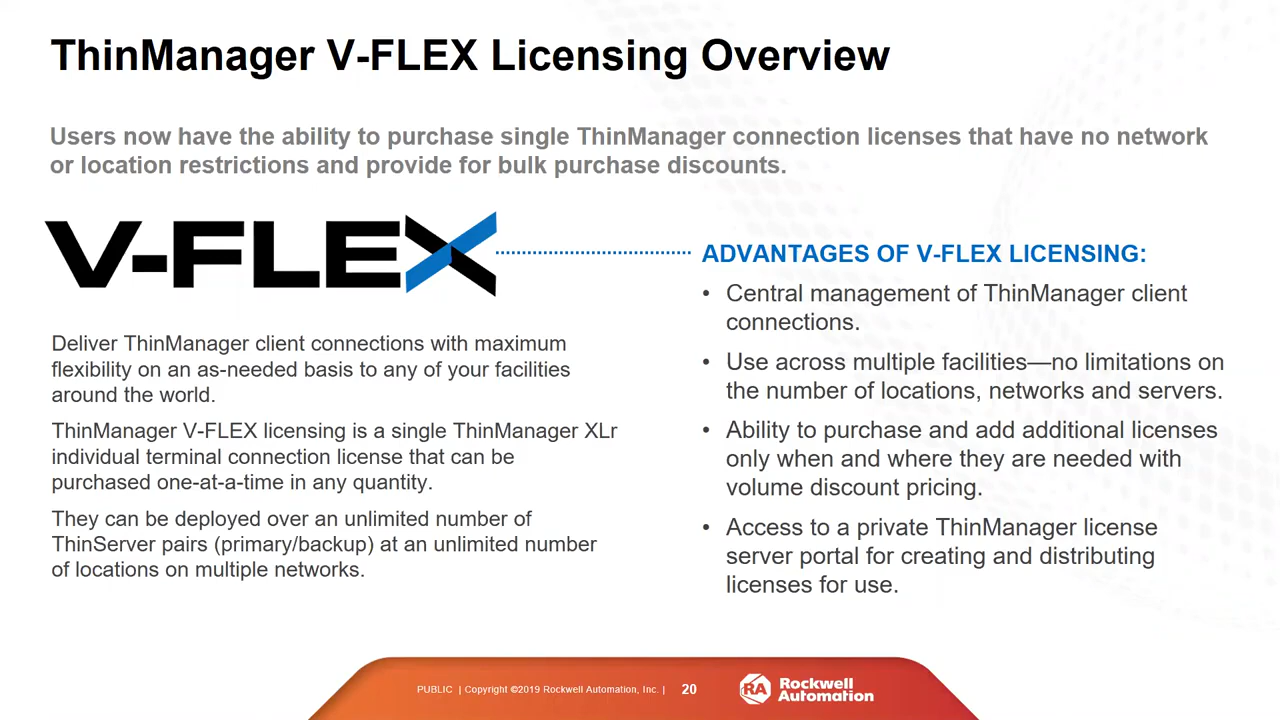 ThinManager V-FLEX Licensing Overview
Users now have the ability to purchase single ThinManager connection licenses that have no network
or location restrictions and provide for bulk purchase discounts.
V-FLEX
Deliver ThinManager client connections with maximum
flexibility on an as-needed basis to any of your facilities
around the world.
ThinManager V-FLEX licensing is a single ThinManager XLr
individual terminal connection license that can be
purchased one-at-a-time in any quantity.
They can be deployed over an unlimited number of
ThinServer pairs (primary/backup) at an unlimited number
of locations on multiple networks.
ADVANTAGES OF V-FLEX LICENSING:
• Central management of ThinManager client
connections.
• Use across multiple facilities—no limitations on
the number of locations, networks and servers.
• Ability to purchase and add additional licenses
only when and where they are needed with
volume discount pricing.
• Access to a private ThinManager license
server portal for creating and distributing
licenses for use.
PUBLIC | Copyright ©2019 Rockwell Automation, Inc. | 20
RA
Rockwell
Automation